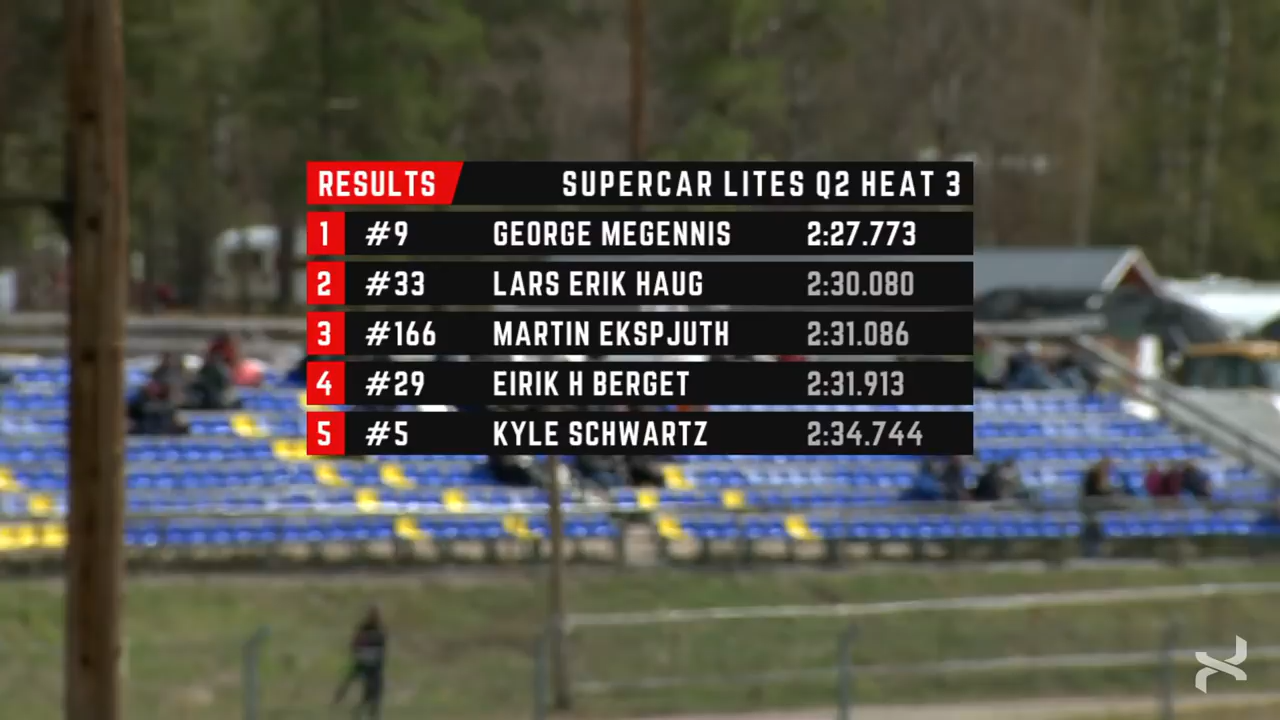 RESULTS SUPERCAR LITES Q2 HEAT 3
1 #9 GEORGE MEGENNIS 2:27.773
2 #33 LARS ERIK HAUG 2:30.080
3 #166 MARTIN EKSPJUTH 2:31.086
4 #29 EIRIK H BERGET 2:31.913
5 #5 KYLE SCHWARTZ 2:34.744